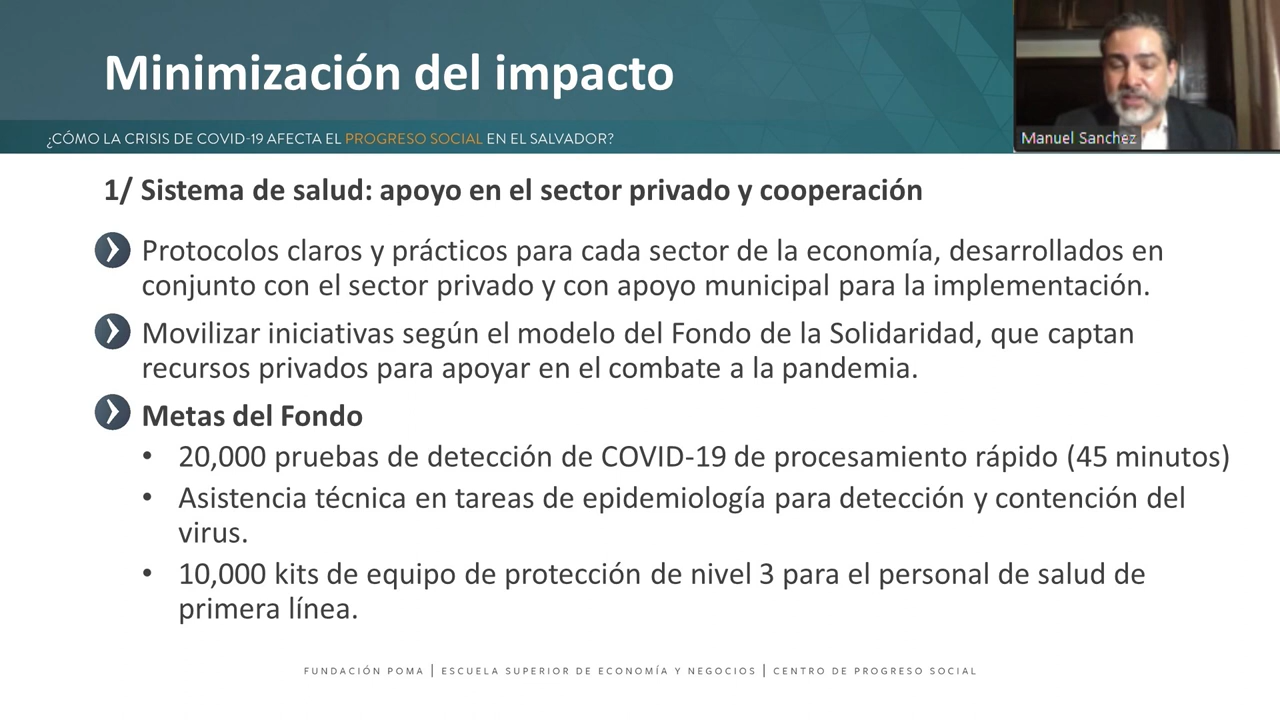 Minimización del impacto
Manuel Sanchez
¿CÓMO LA CRISIS DE COVID-19 AFECTA EL PROGRESO SOCIAL EN EL SALVADOR?
1/ Sistema de salud: apoyo en el sector privado y cooperación
Protocolos claros y prácticos para cada sector de la economía, desarrollados en
conjunto con el sector privado y con apoyo municipal para la implementación.
Movilizar iniciativas según el modelo del Fondo de la Solidaridad, que captan
recursos privados para apoyar en el combate a la pandemia.
Metas del Fondo
• 20,000 pruebas de detección de COVID-19 de procesamiento rápido (45 minutos)
• Asistencia técnica en tareas de epidemiología para detección y contención del
virus.
• 10,000 kits de equipo de protección de nivel 3 para el personal de salud de
primera línea.
FUNDACIÓN POMA | ESCUELA SUPERIOR DE ECONOMÍA Y NEGOCIOS | CENTRO DE PROGRESO SOCIAL